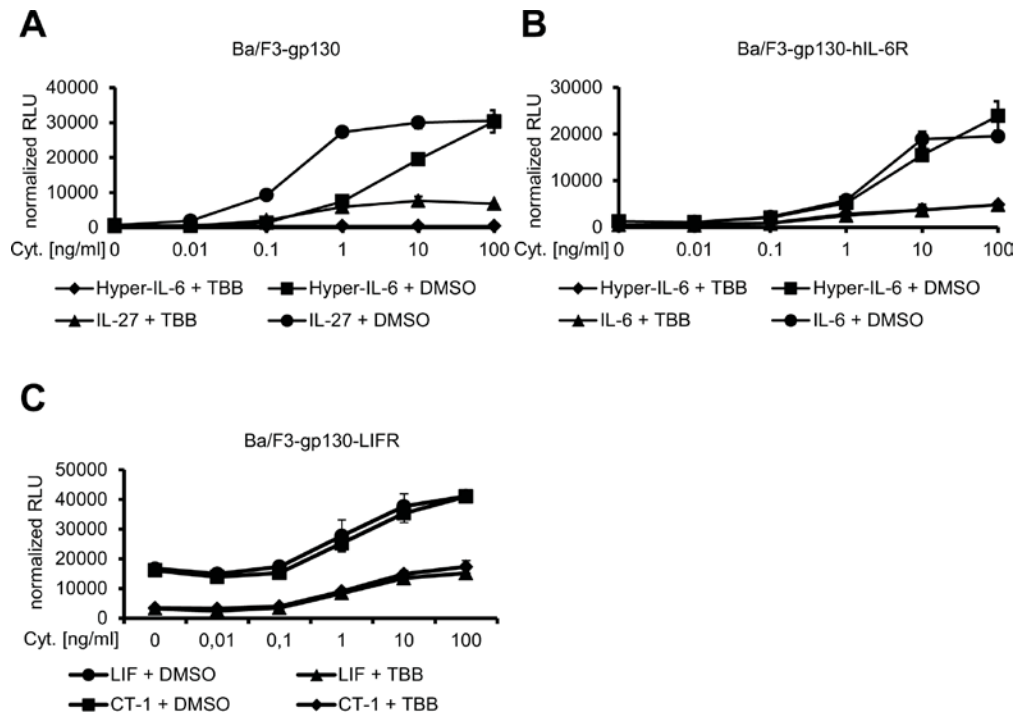 A
Ba/F3-gp130
normalized RLU
40000
30000
20000
10000
0
Cyt. [ng/ml]
0 0.01 0.1 1 10 100
Hyper-IL-6 + TBB Hyper-IL-6 + DMSO
IL-27 + TBB IL-27 + DMSO
B
Ba/F3-gp130-hIL-6R
normalized RLU
30000
20000
10000
0
Cyt. [ng/ml]
0 0.01 0.1 1 10 100
Hyper-IL-6 + TBB Hyper-IL-6 + DMSO
IL-6 + TBB IL-6 + DMSO
C
Ba/F3-gp130-LIFR
normalized RLU
50000
40000
30000
20000
10000
0
Cyt. [ng/ml] 0 0,01 0,1 1 10 100
LIF + DMSO LIF + TBB
CT-1 + DMSO CT-1 + TBB